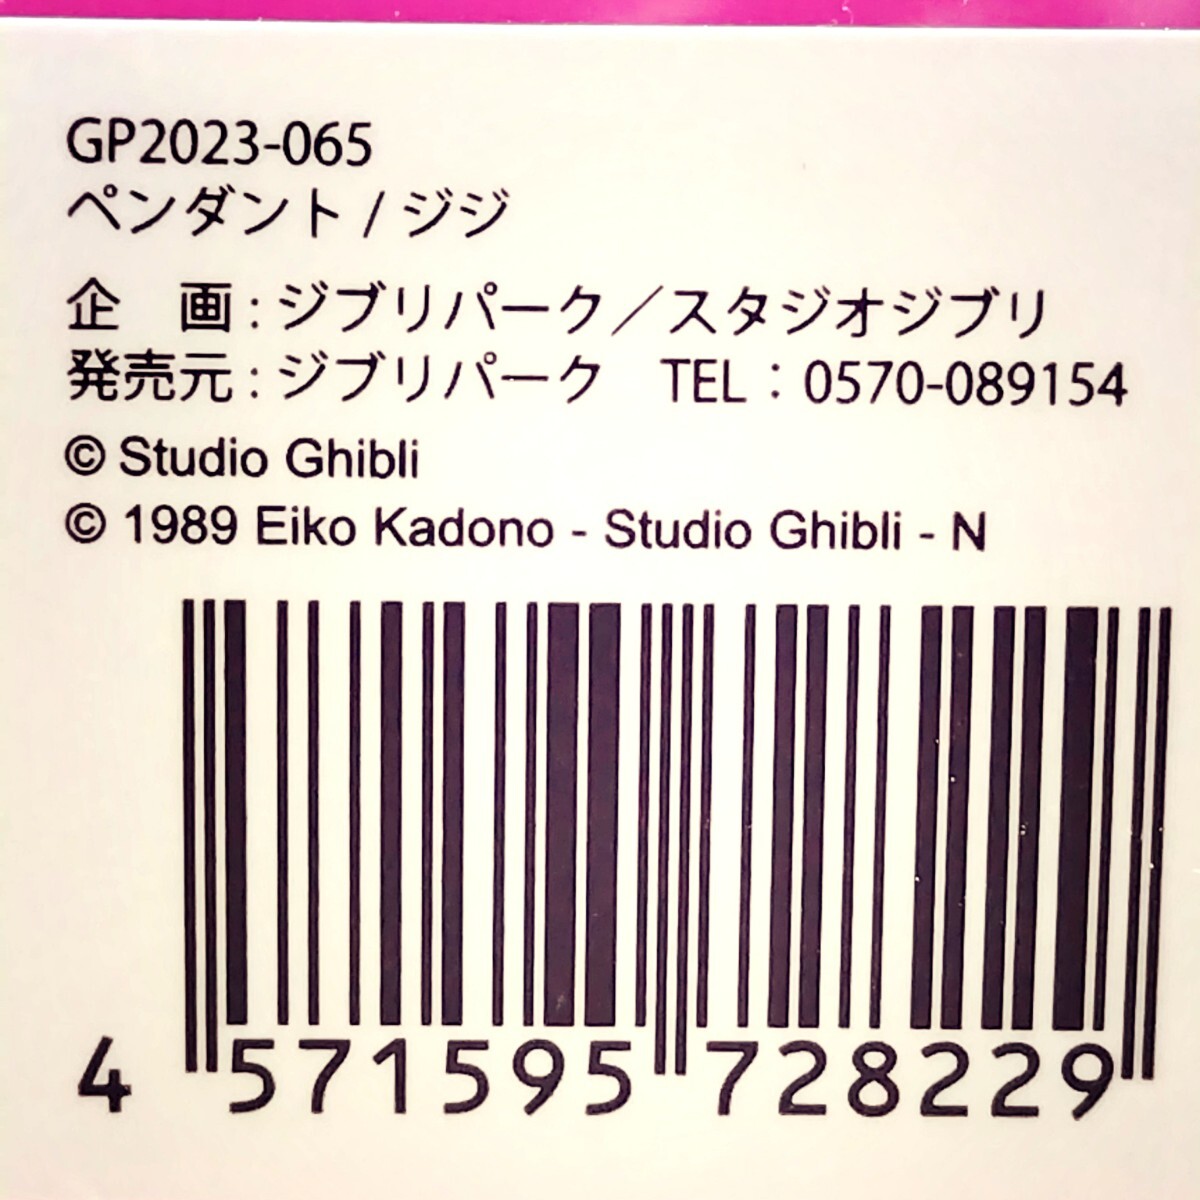 GP2023-065
ペンダント / ジジ
企　画 : ジブリパーク／スタジオジブリ
発売元 : ジブリパーク　TEL：0570-089154
© Studio Ghibli
© 1989 Eiko Kadono - Studio Ghibli - N
4 571595 728229